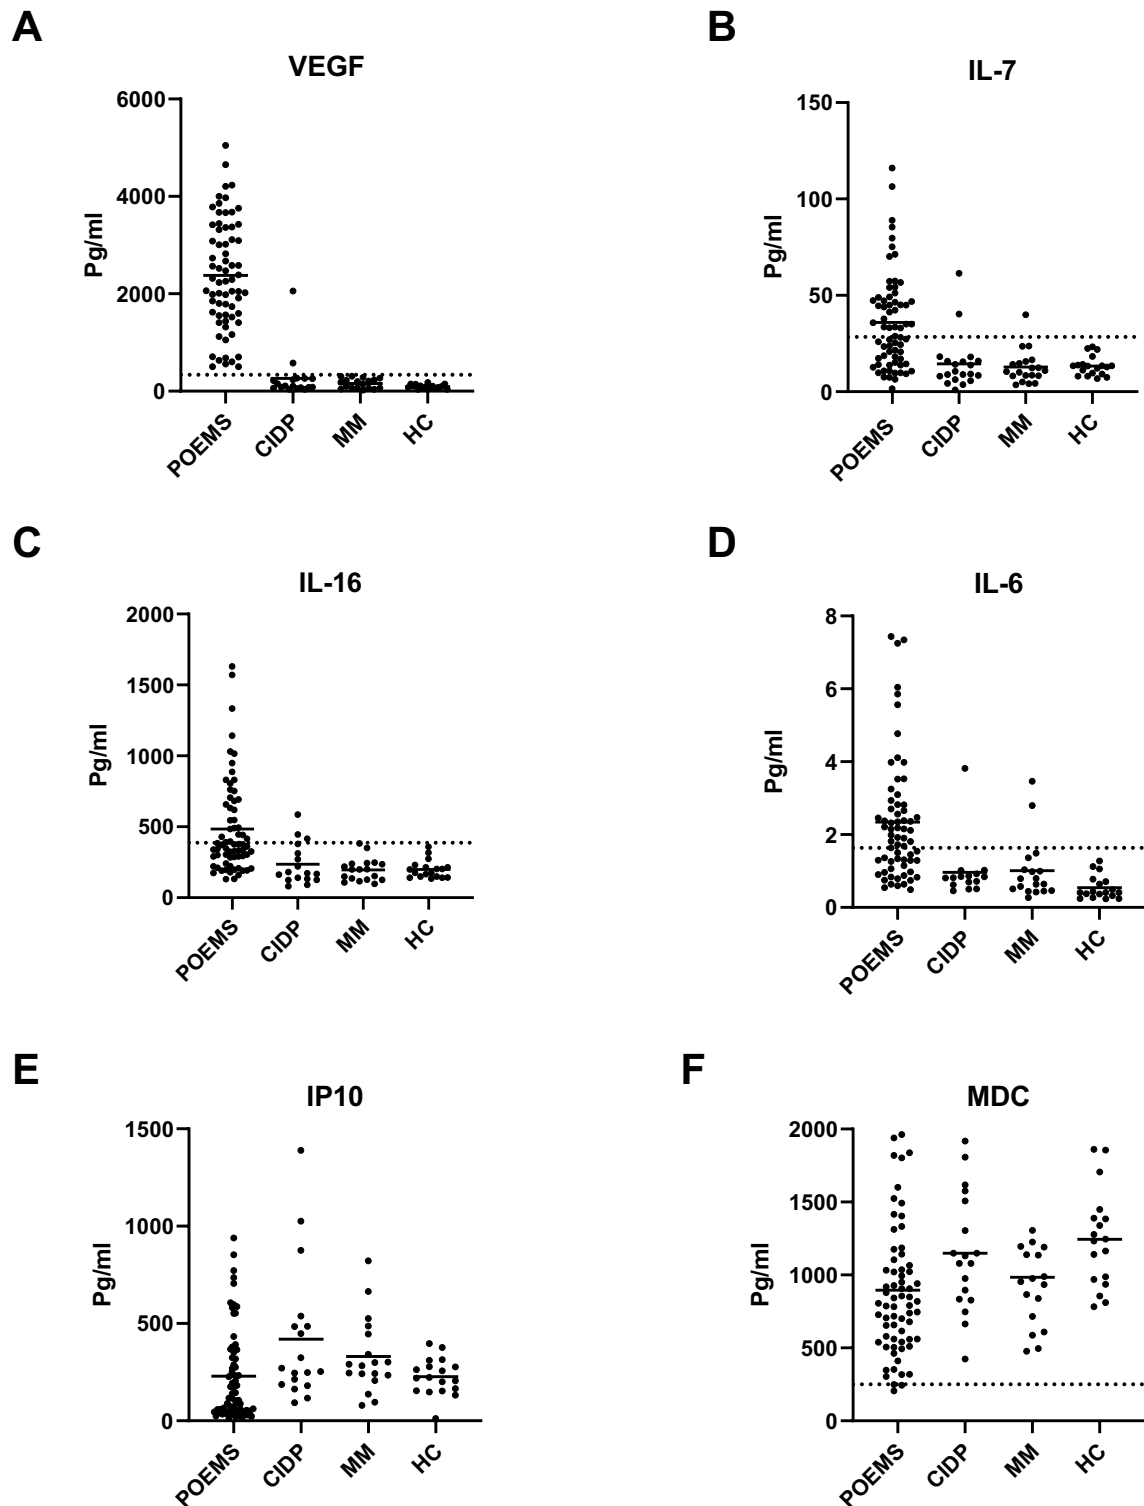 A
VEGF
6000
4000
2000
0
Pg/ml
POEMS
CIDP
MM
HC
B
IL-7
150
100
50
0
Pg/ml
POEMS
CIDP
MM
HC
C
IL-16
2000
1500
1000
500
0
Pg/ml
POEMS
CIDP
MM
HC
D
IL-6
8
6
4
2
0
Pg/ml
POEMS
CIDP
MM
HC
E
IP10
1500
1000
500
0
Pg/ml
POEMS
CIDP
MM
HC
F
MDC
2000
1500
1000
500
0
Pg/ml
POEMS
CIDP
MM
HC